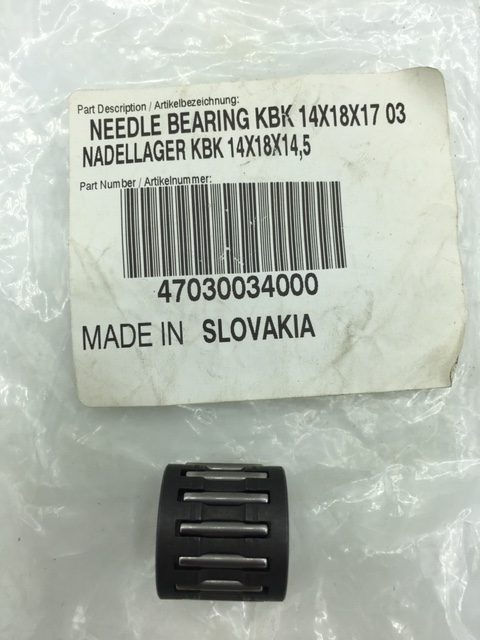 Part Description / Artikelbezeichnung:
NEEDLE BEARING KBK 14X18X17 03
NADELLAGER KBK 14X18X14,5
Part Number / Artikelnummer:
47030034000
MADE IN SLOVAKIA